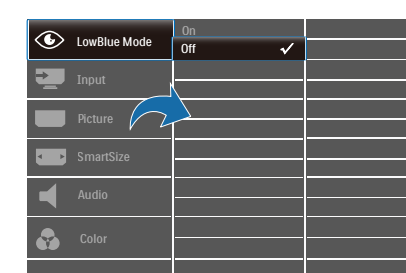 LowBlue Mode
On
Off
Input
Picture
SmartSize
Audio
Color